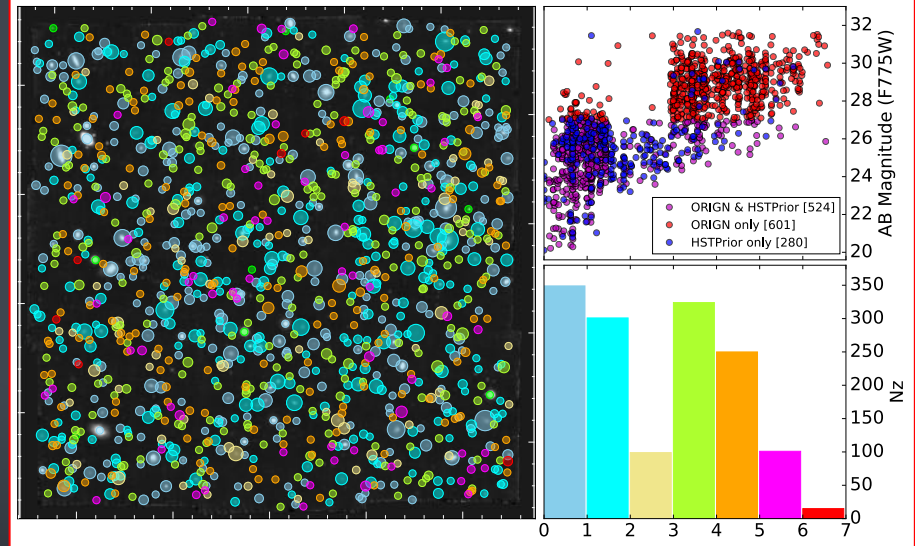 32
30
28
26
24
22
20
AB Magnitude (F775W)
ORIGN & HSTPrior [524]
ORIGN only [601]
HSTPrior only [280]
350
300
250
200
150
100
50
0
Nz
0 1 2 3 4 5 6 7